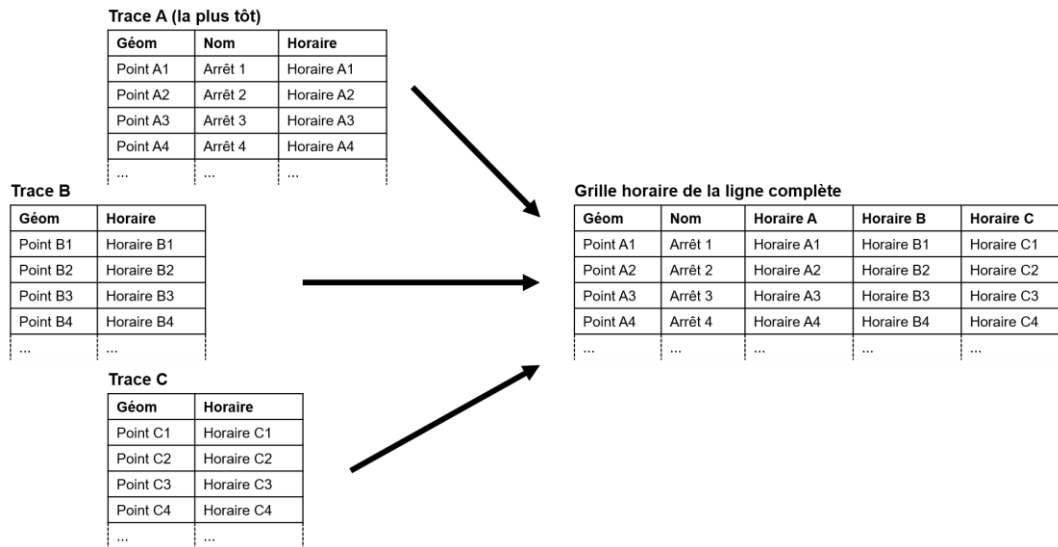 Trace A (la plus tôt)
Géom Nom Horaire
Point A1 Arrêt 1 Horaire A1
Point A2 Arrêt 2 Horaire A2
Point A3 Arrêt 3 Horaire A3
Point A4 Arrêt 4 Horaire A4
... ... ...
Trace B
Géom Horaire
Point B1 Horaire B1
Point B2 Horaire B2
Point B3 Horaire B3
Point B4 Horaire B4
... ...
Trace C
Géom Horaire
Point C1 Horaire C1
Point C2 Horaire C2
Point C3 Horaire C3
Point C4 Horaire C4
... ...
Grille horaire de la ligne complète
Géom Nom Horaire A Horaire B Horaire C
Point A1 Arrêt 1 Horaire A1 Horaire B1 Horaire C1
Point A2 Arrêt 2 Horaire A2 Horaire B2 Horaire C2
Point A3 Arrêt 3 Horaire A3 Horaire B3 Horaire C3
Point A4 Arrêt 4 Horaire A4 Horaire B4 Horaire C4
... ... ... ... ...